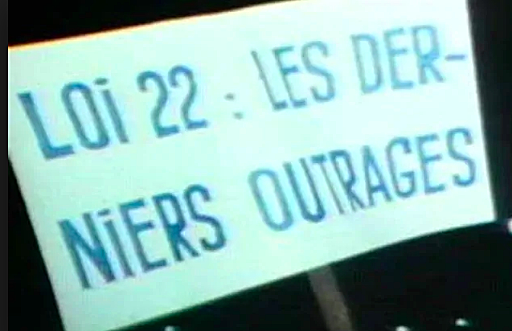 LOi 22 : LES DER-
NiERS OUTRAGES